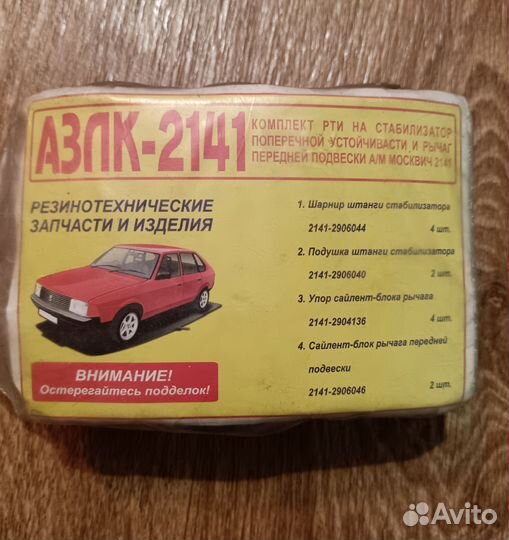 АЗЛК-2141
КОМПЛЕКТ РТИ НА СТАБИЛИЗАТОР
ПОПЕРЕЧНОЙ УСТОЙЧИВАСТИ И РЫЧАГ
ПЕРЕДНЕЙ ПОДВЕСКИ А/М МОСКВИЧ 2141
РЕЗИНОТЕХНИЧЕСКИЕ
ЗАПЧАСТИ И ИЗДЕЛИЯ
1. Шарнир штанги стабилизатора
2141-2906044 4 шт.
2. Подушка штанги стабилизатора
2141-2906040 2 шт.
3. Упор сайлент-блока рычага
2141-2904136 4 шт.
4. Сайлент-блок рычага передней
подвески
2141-2906046 2 шт.
ВНИМАНИЕ!
Остерегайтесь подделок!
Avito